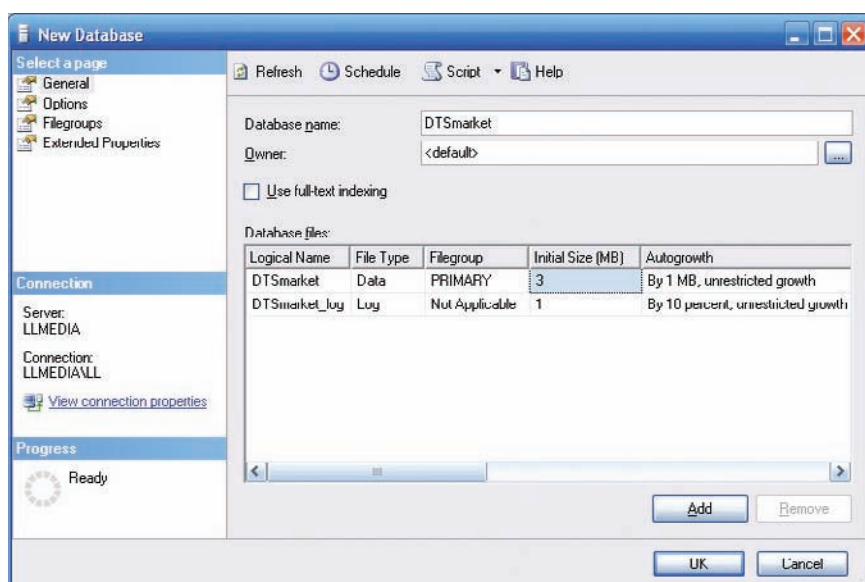 New Database
Select a page
General
Options
Filegroups
Extended Properties
Refresh Schedule Script Help
Database name: DTSmarket
Owner: <default> ...
Use full-text indexing
Database files:
Logical Name File Type Filegroup Initial Size (MB) Autogrowth
DTSmarket Data PRIMARY 3 By 1 MB, unrestricted growth
DTSmarket_log Log Not Applicable 1 By 10 percent, unrestricted growth
Connection
Server:
LLMEDIA
Connection:
LLMEDIA\LL
View connection properties
Progress
Ready
Add Remove
OK Cancel